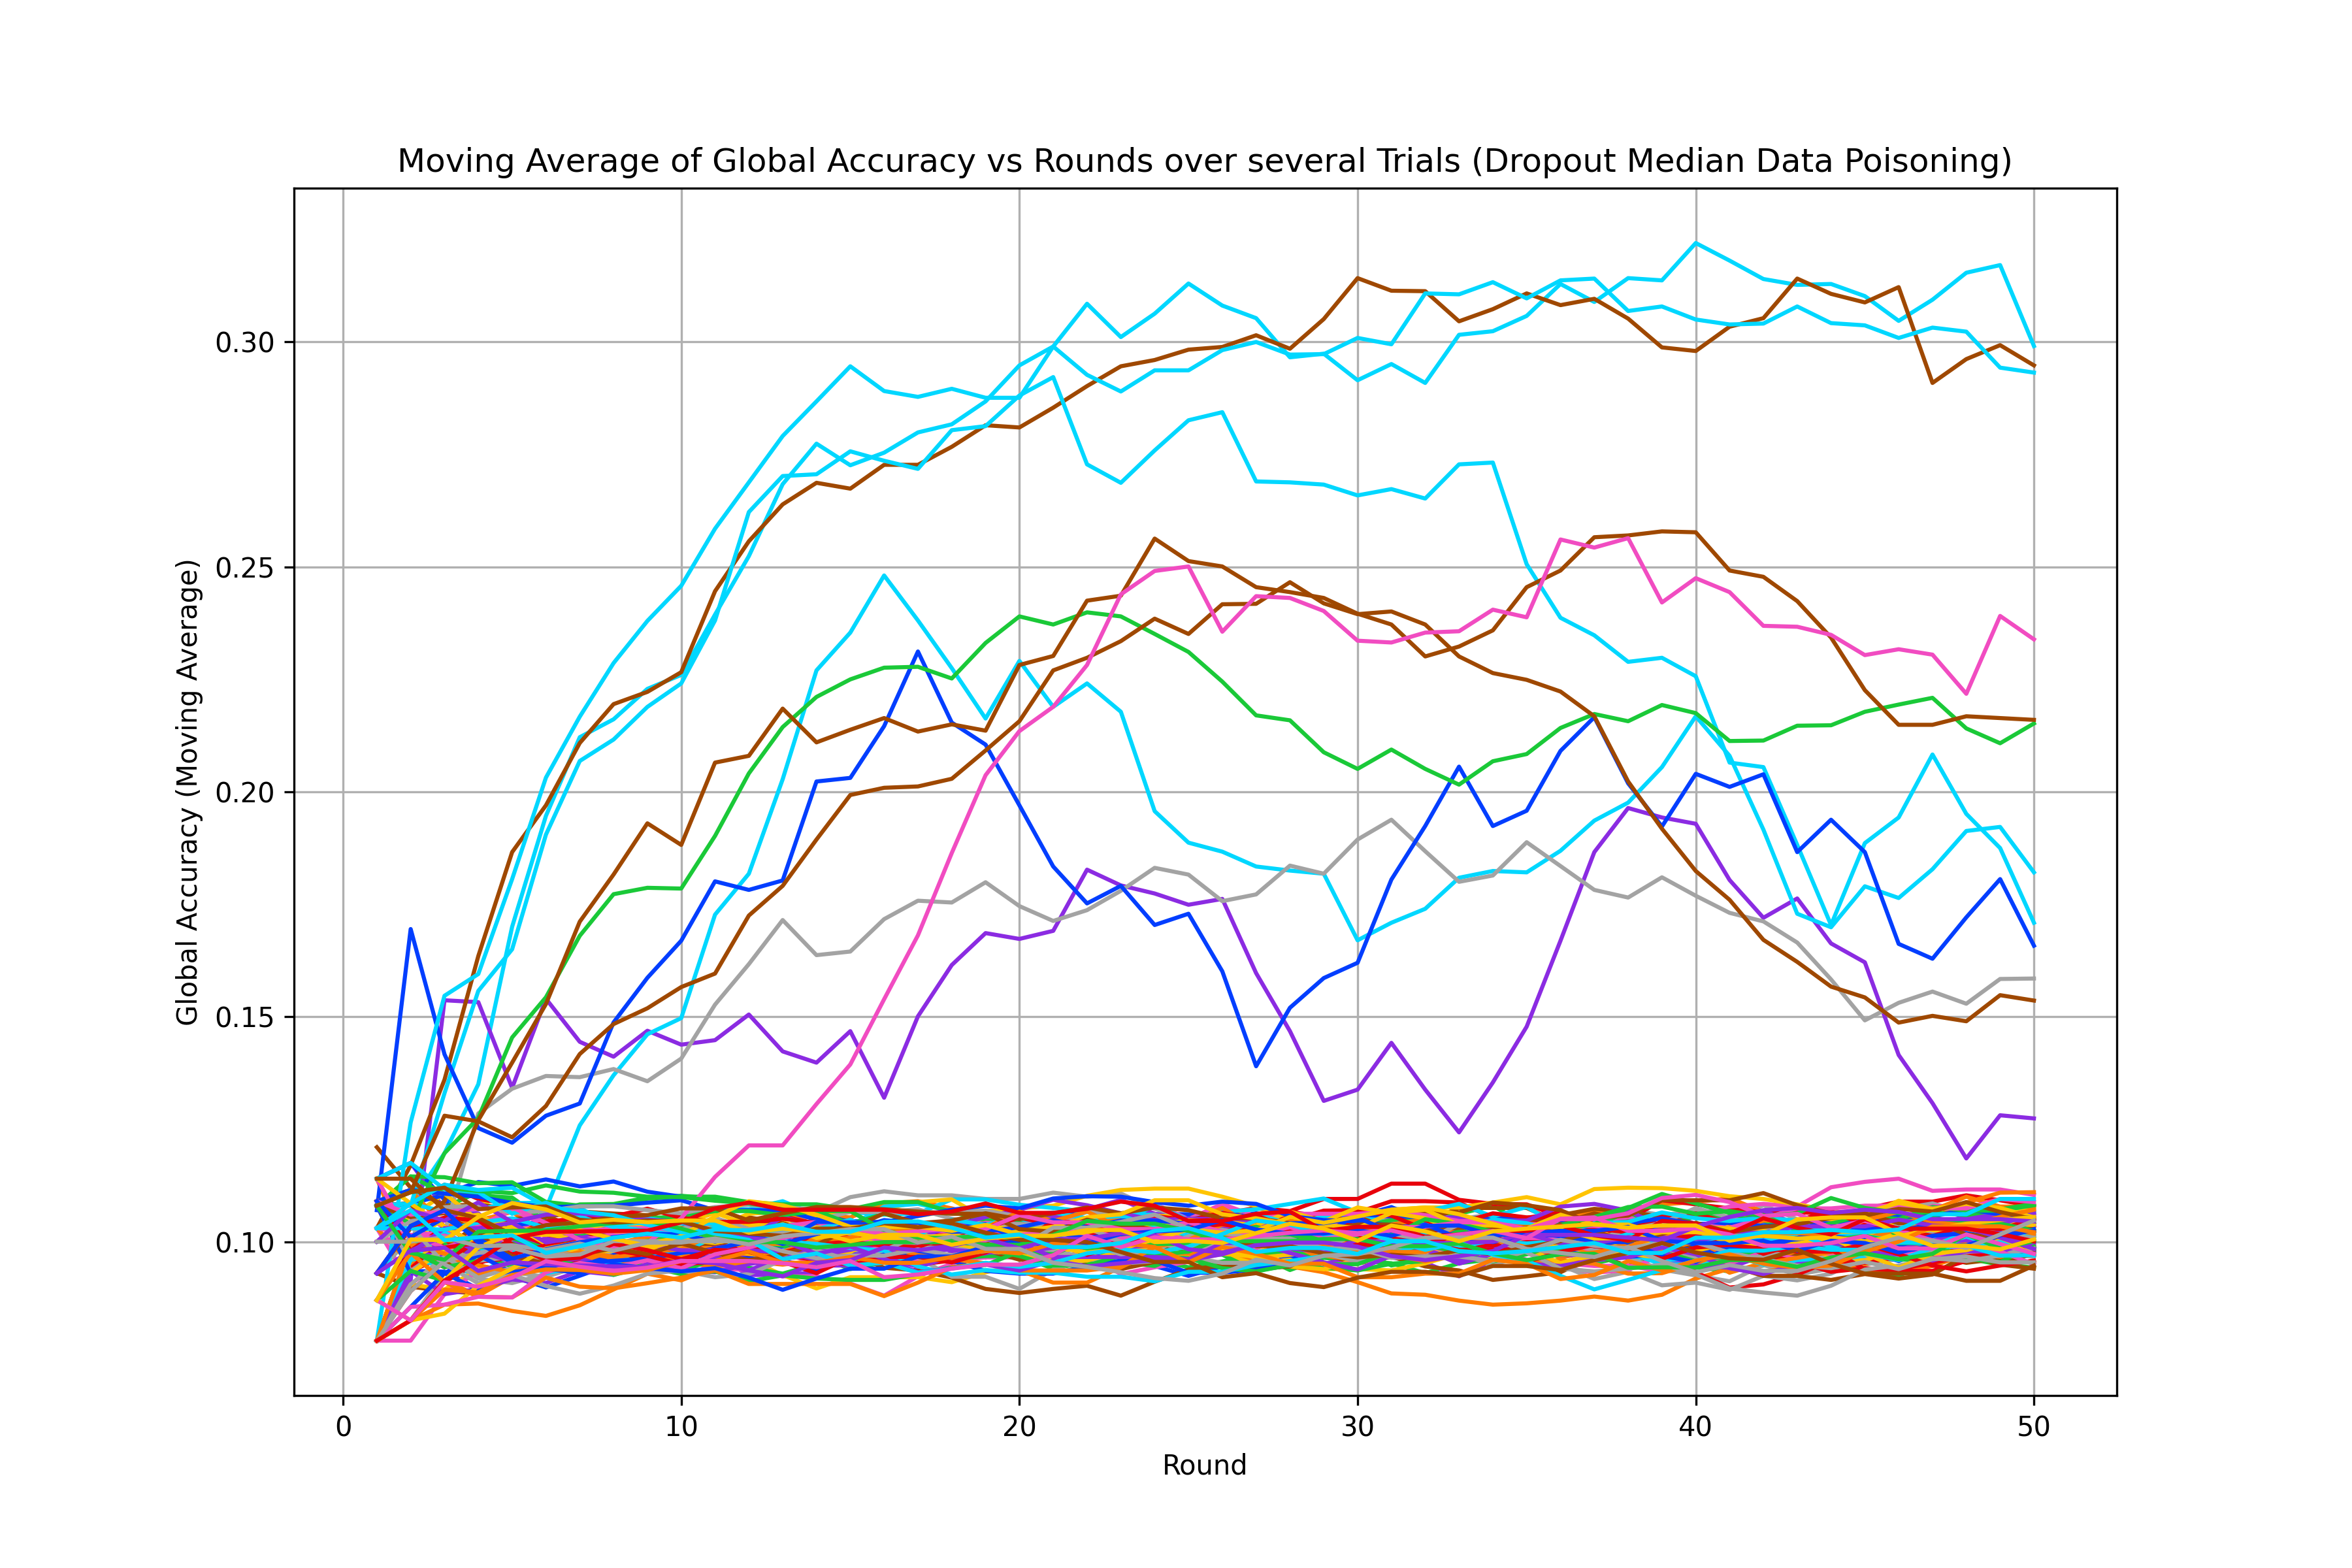 Moving Average of Global Accuracy vs Rounds over several Trials (Dropout Median Data Poisoning)
Global Accuracy (Moving Average)
0.30
0.25
0.20
0.15
0.10
0 10 20 30 40 50
Round